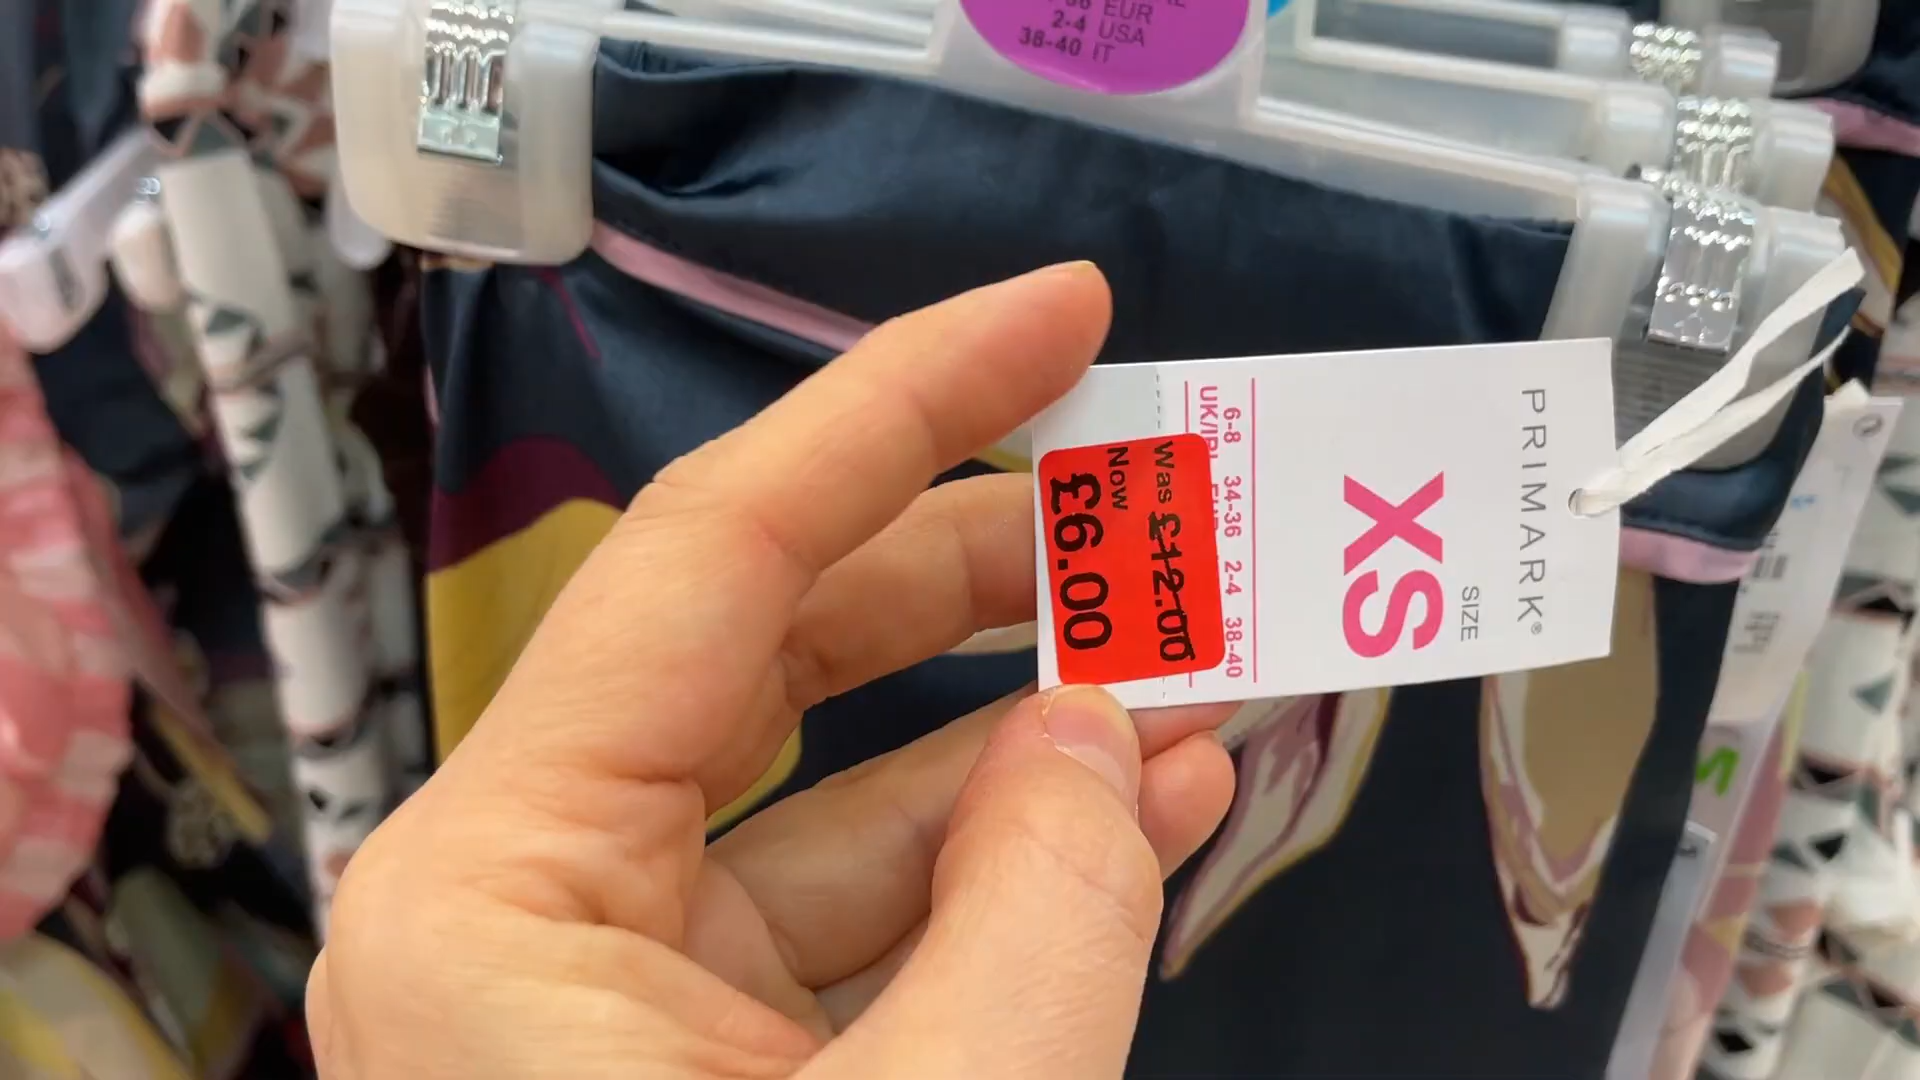 EUR
2-4 USA
38-40 IT
PRIMARK®
SIZE
XS
6-8 34-36 2-4 38-40
Was £12.00
Now
£6.00